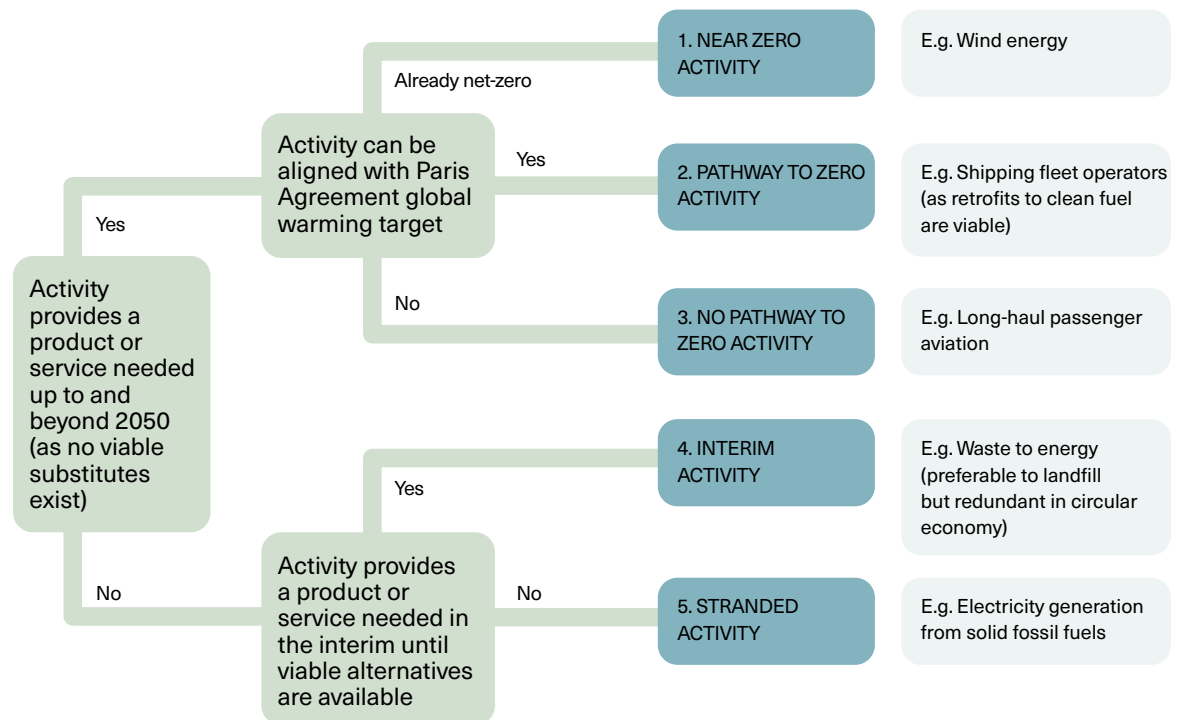 Activity
provides a
product or
service needed
up to and
beyond 2050
(as no viable
substitutes
exist)
Yes
No
Activity can be
aligned with Paris
Agreement global
warming target
Already net-zero
Yes
No
1. NEAR ZERO
ACTIVITY
E.g. Wind energy
2. PATHWAY TO ZERO
ACTIVITY
E.g. Shipping fleet operators
(as retrofits to clean fuel
are viable)
3. NO PATHWAY TO
ZERO ACTIVITY
E.g. Long-haul passenger
aviation
Activity provides
a product or
service needed in
the interim until
viable alternatives
are available
Yes
No
4. INTERIM
ACTIVITY
E.g. Waste to energy
(preferable to landfill
but redundant in circular
economy)
5. STRANDED
ACTIVITY
E.g. Electricity generation
from solid fossil fuels